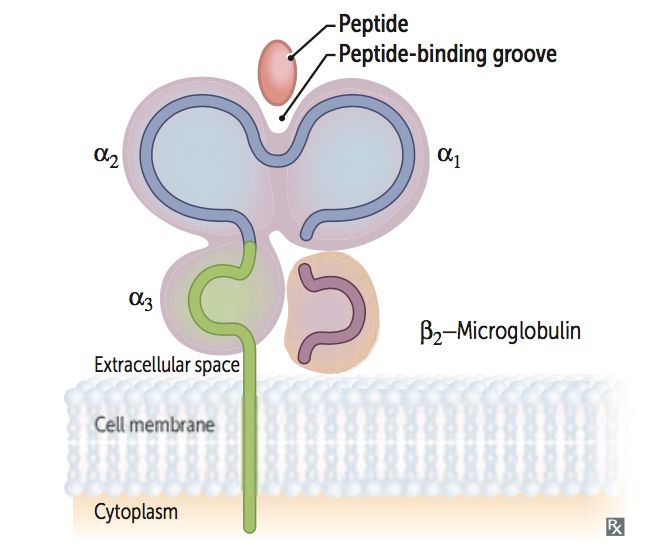 Peptide
Peptide-binding groove
α2
α1
α3
β2–Microglobulin
Extracellular space
Cell membrane
Cytoplasm
Rx